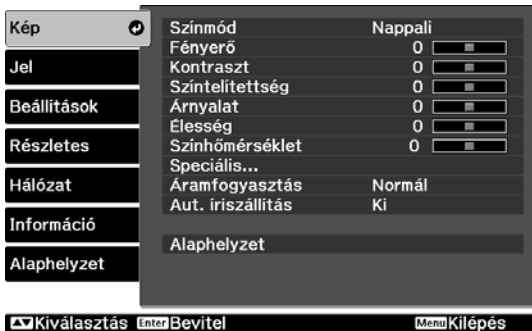 Kép
Jel
Beállítások
Részletes
Hálózat
Információ
Alaphelyzet
Színmód Nappali
Fényerő 0
Kontraszt 0
Színtelítettség 0
Árnyalat 0
Élesség 0
Színhőmérséklet 0
Speciális...
Áramfogyasztás Normál
Aut. íriszállítás Ki
Alaphelyzet
Kiválasztás Enter Bevitel Menu Kilépés